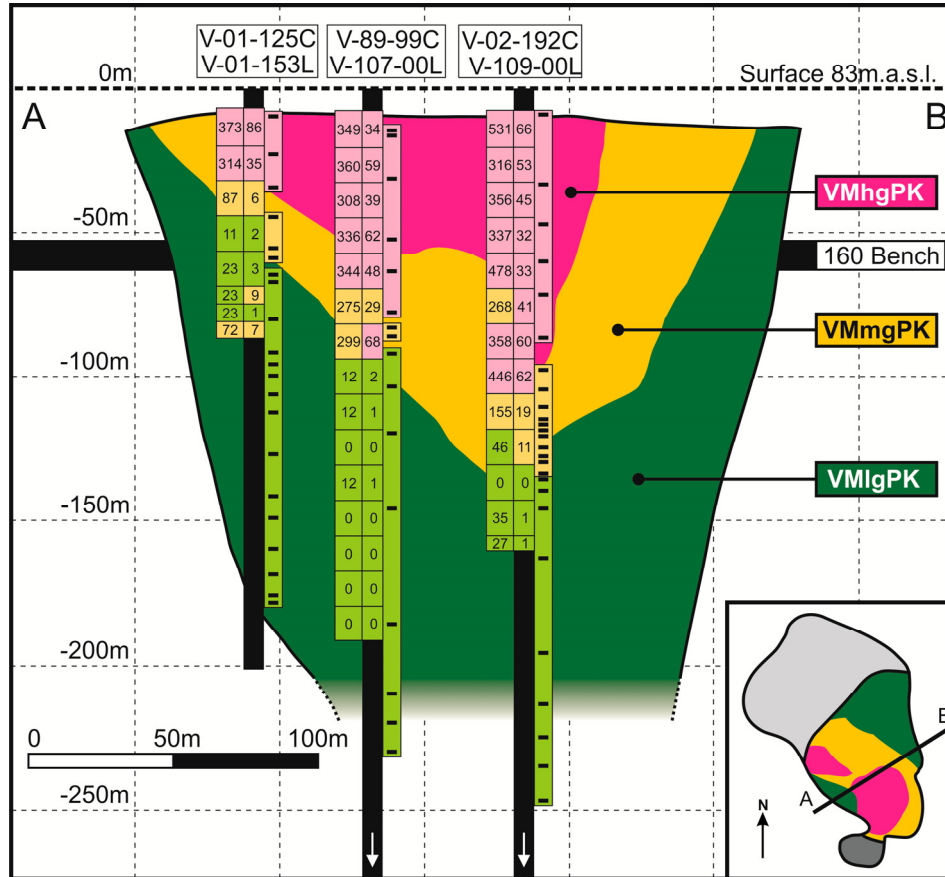 V-01-125C
V-01-153L
V-89-99C
V-107-00L
V-02-192C
V-109-00L
0m
Surface 83m.a.s.l.
A
B
373 86
314 35
87 6
11 2
23 3
23 9
23 1
72 7
349 34
360 59
308 39
336 62
344 48
275 29
299 68
12 2
12 1
0 0
12 1
0 0
0 0
0 0
0 0
531 66
316 53
356 45
337 32
478 33
268 41
358 60
446 62
155 19
46 11
0 0
35 1
27 1
VMhgPK
-50m
160 Bench
VMmgPK
-100m
VMlgPK
-150m
-200m
0 50m 100m
-250m
B
A
N